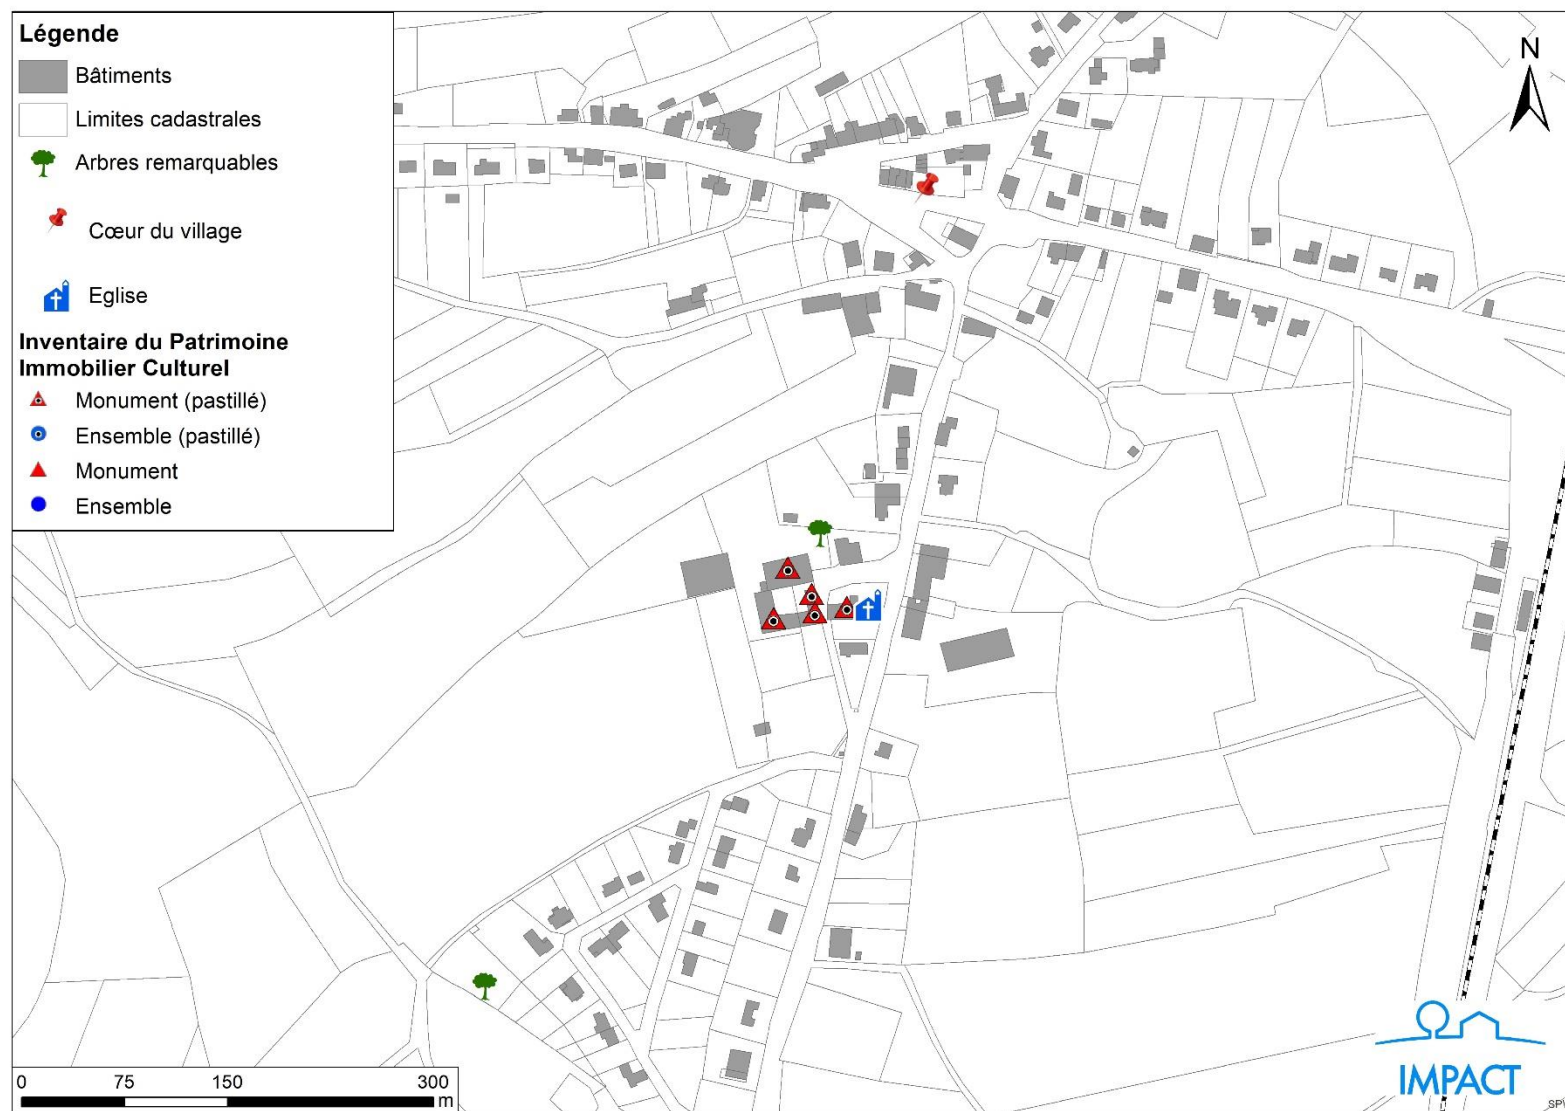 Légende
Bâtiments
Limites cadastrales
Arbres remarquables
Cœur du village
Eglise
Inventaire du Patrimoine
Immobilier Culturel
Monument (pastillé)
Ensemble (pastillé)
Monument
Ensemble
N
0 75 150 300
m
IMPACT
SP